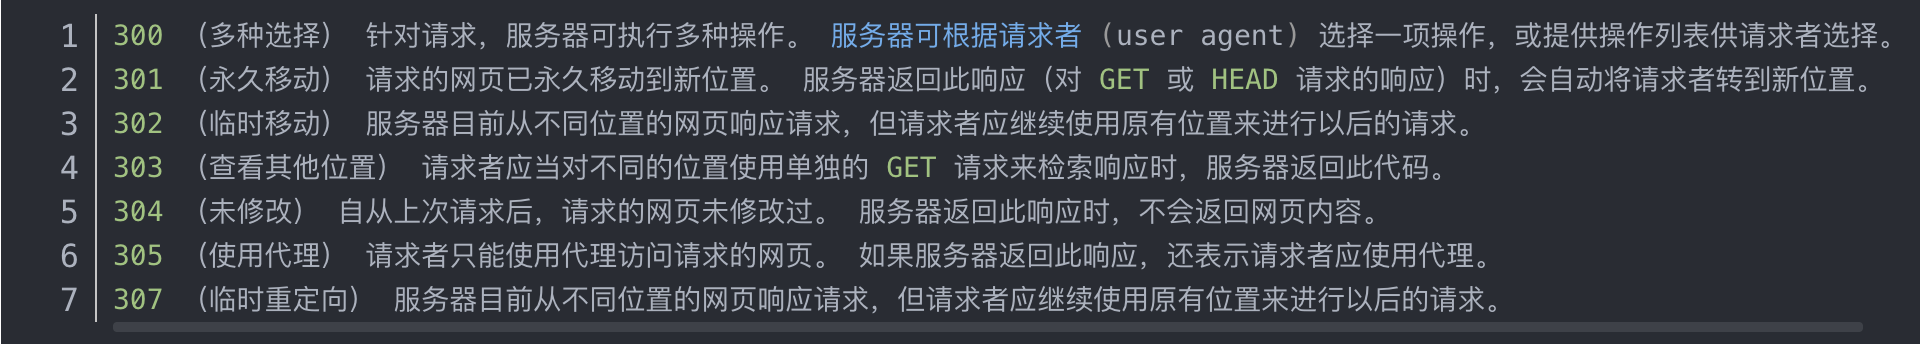 1 300 （多种选择） 针对请求，服务器可执行多种操作。 服务器可根据请求者 (user agent) 选择一项操作，或提供操作列表供请求者选择。
2 301 （永久移动） 请求的网页已永久移动到新位置。 服务器返回此响应（对 GET 或 HEAD 请求的响应）时，会自动将请求者转到新位置。
3 302 （临时移动） 服务器目前从不同位置的网页响应请求，但请求者应继续使用原有位置来进行以后的请求。
4 303 （查看其他位置） 请求者应当对不同的位置使用单独的 GET 请求来检索响应时，服务器返回此代码。
5 304 （未修改） 自从上次请求后，请求的网页未修改过。 服务器返回此响应时，不会返回网页内容。
6 305 （使用代理） 请求者只能使用代理访问请求的网页。 如果服务器返回此响应，还表示请求者应使用代理。
7 307 （临时重定向） 服务器目前从不同位置的网页响应请求，但请求者应继续使用原有位置来进行以后的请求。